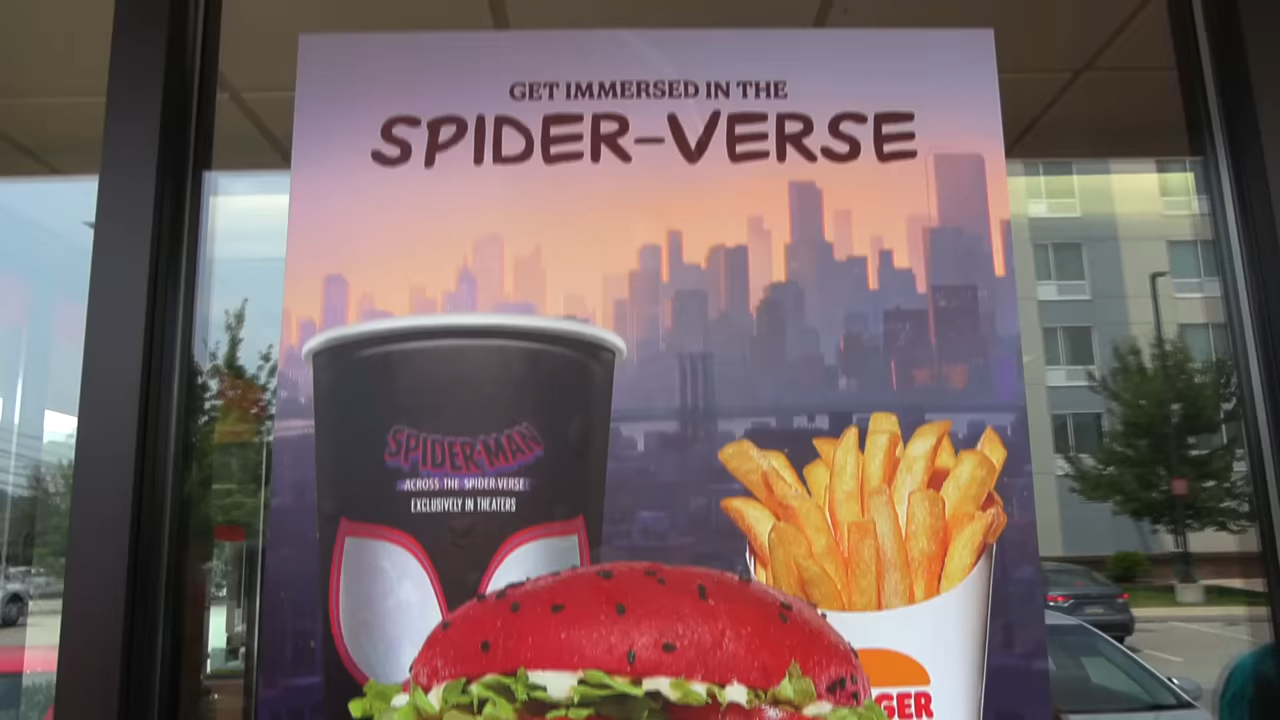 GET IMMERSED IN THE
SPIDER-VERSE
SPIDER-MAN
ACROSS THE SPIDER-VERSE
EXCLUSIVELY IN THEATERS
GER